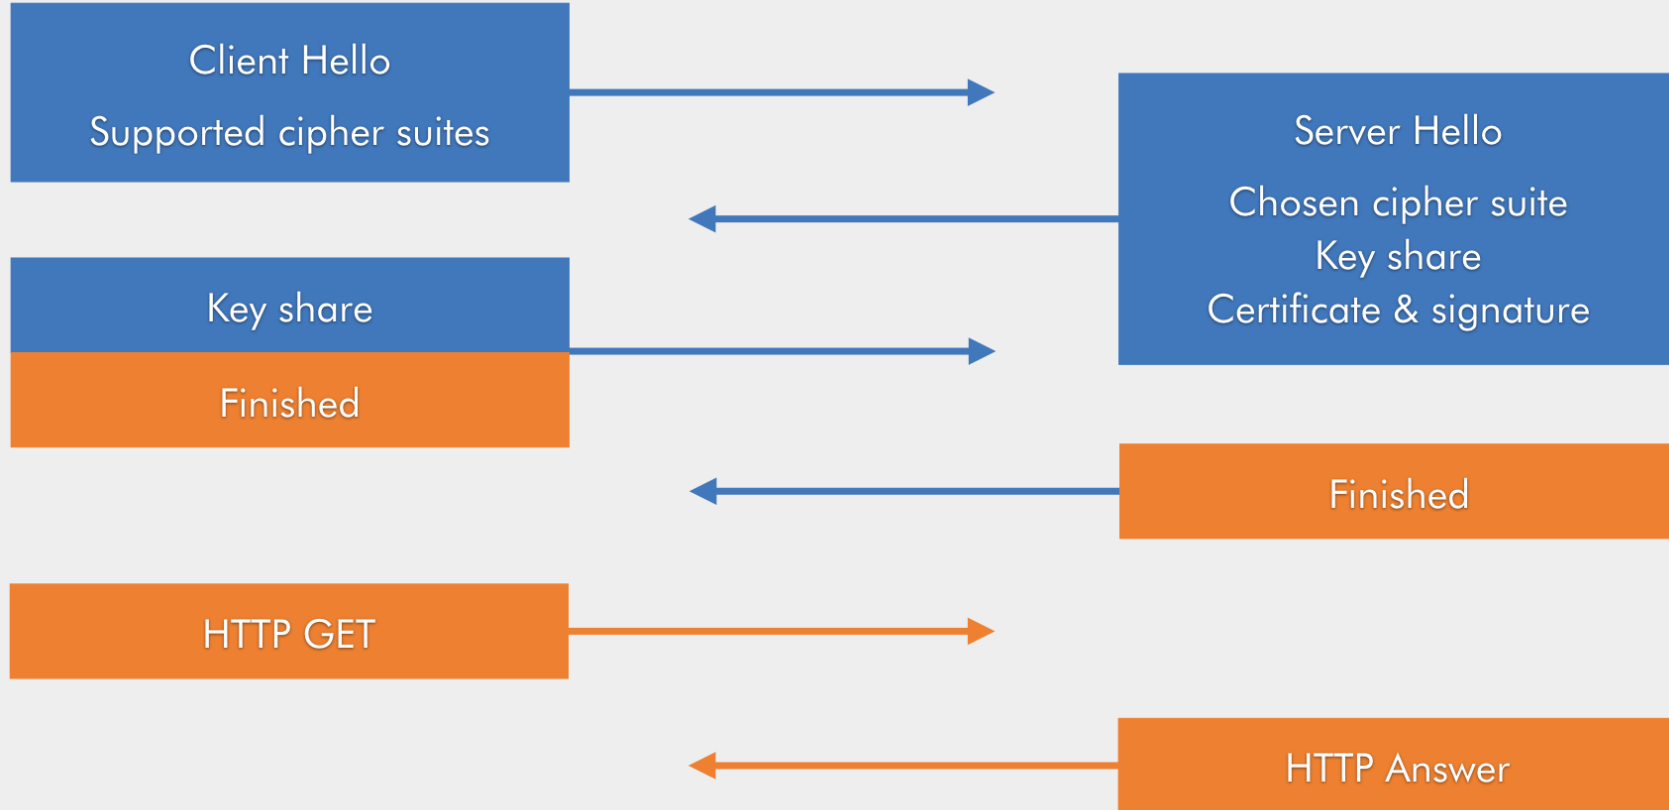 Client Hello
Supported cipher suites
Server Hello
Chosen cipher suite
Key share
Certificate & signature
Key share
Finished
Finished
HTTP GET
HTTP Answer